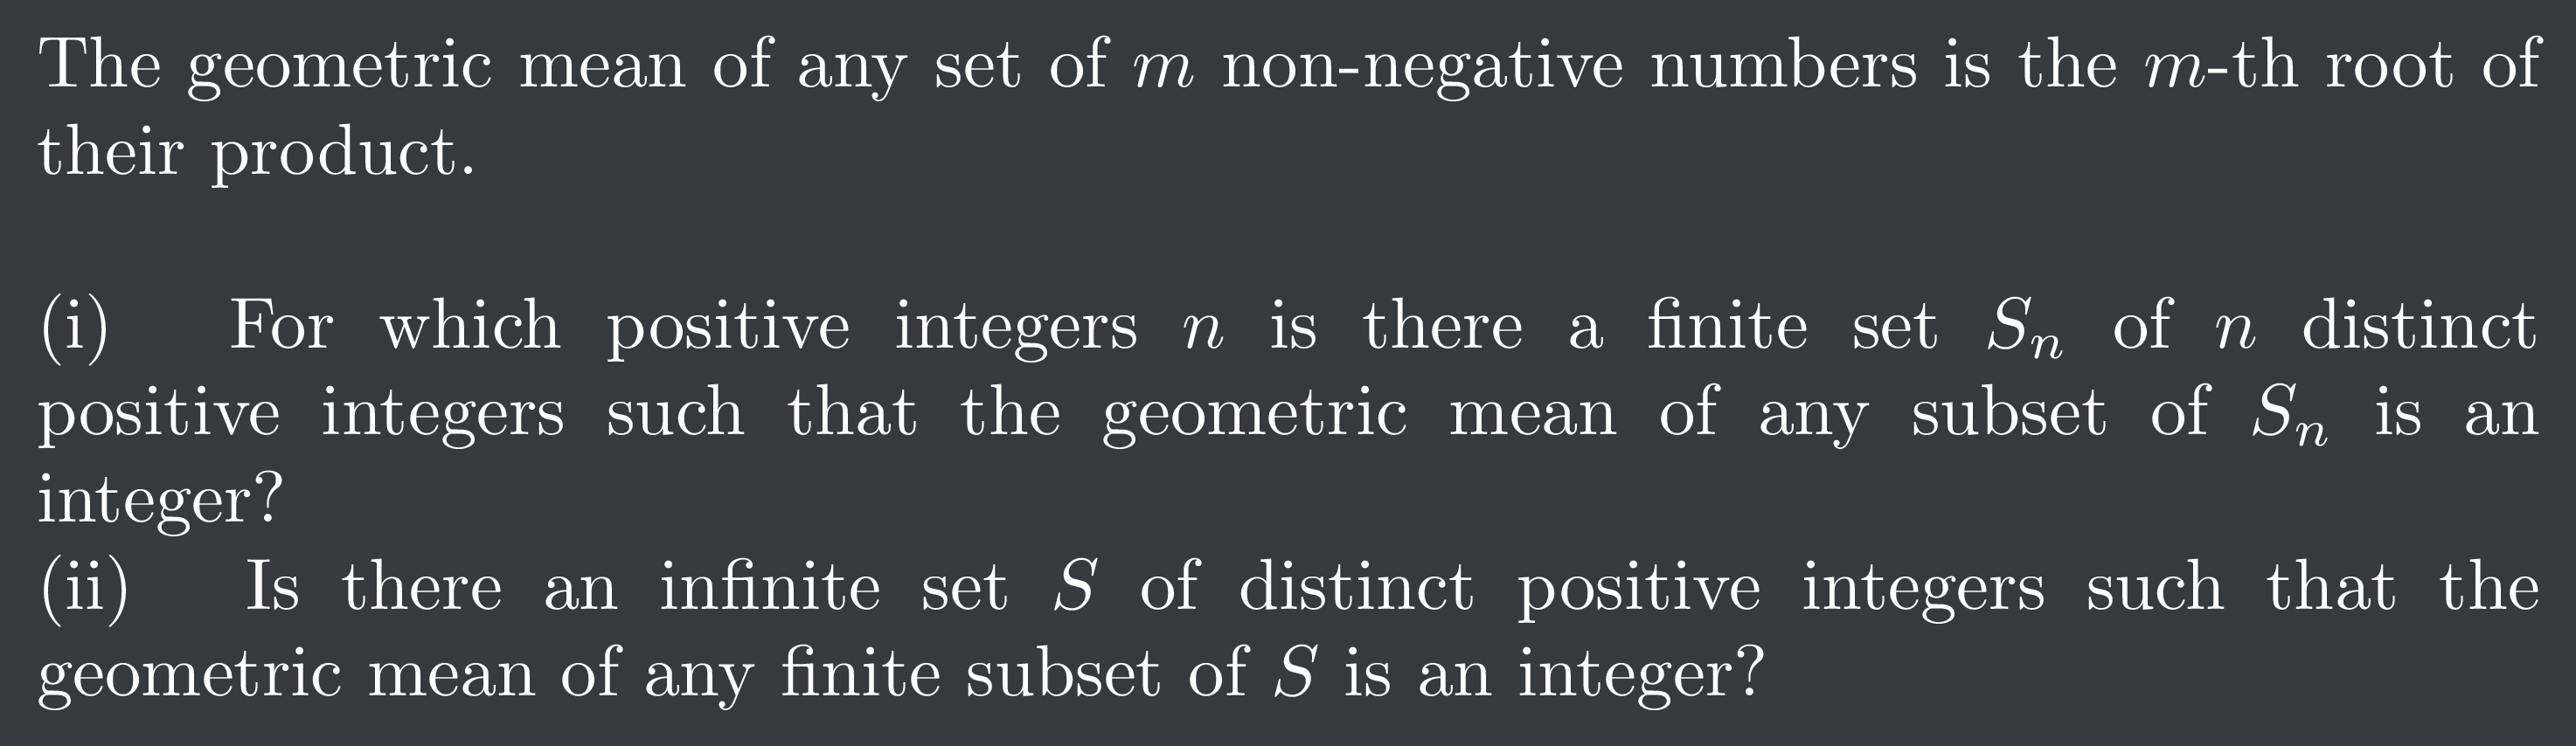 The geometric mean of any set of m non-negative numbers is the m-th root of
their product.
(i) For which positive integers n is there a finite set Sₙ of n distinct
positive integers such that the geometric mean of any subset of Sₙ is an
integer?
(ii) Is there an infinite set S of distinct positive integers such that the
geometric mean of any finite subset of S is an integer?